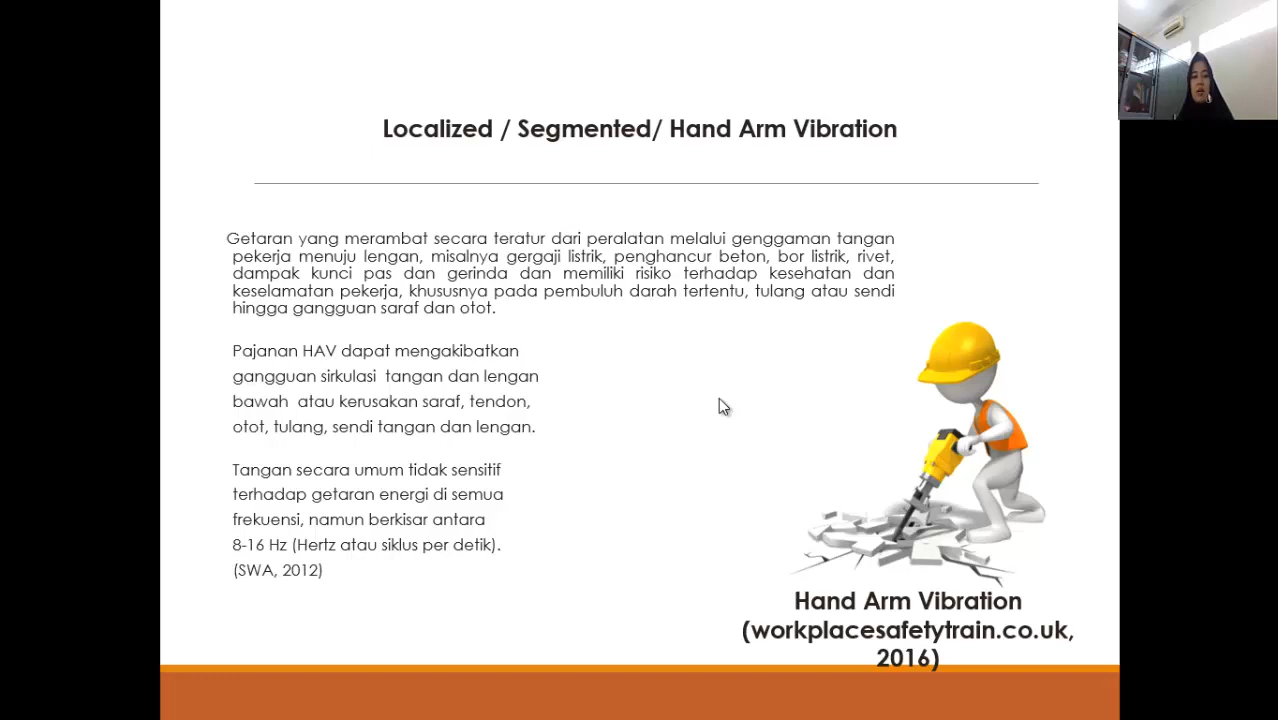 Localized / Segmented/ Hand Arm Vibration
Getaran yang merambat secara teratur dari peralatan melalui genggaman tangan
pekerja menuju lengan, misalnya gergaji listrik, penghancur beton, bor listrik, rivet,
dampak kunci pas dan gerinda dan memiliki risiko terhadap kesehatan dan
keselamatan pekerja, khususnya pada pembuluh darah tertentu, tulang atau sendi
hingga gangguan saraf dan otot.
Pajanan HAV dapat mengakibatkan
gangguan sirkulasi tangan dan lengan
bawah atau kerusakan saraf, tendon,
otot, tulang, sendi tangan dan lengan.
Tangan secara umum tidak sensitif
terhadap getaran energi di semua
frekuensi, namun berkisar antara
8-16 Hz (Hertz atau siklus per detik).
(SWA, 2012)
Hand Arm Vibration
(workplacesafetytrain.co.uk,
2016)